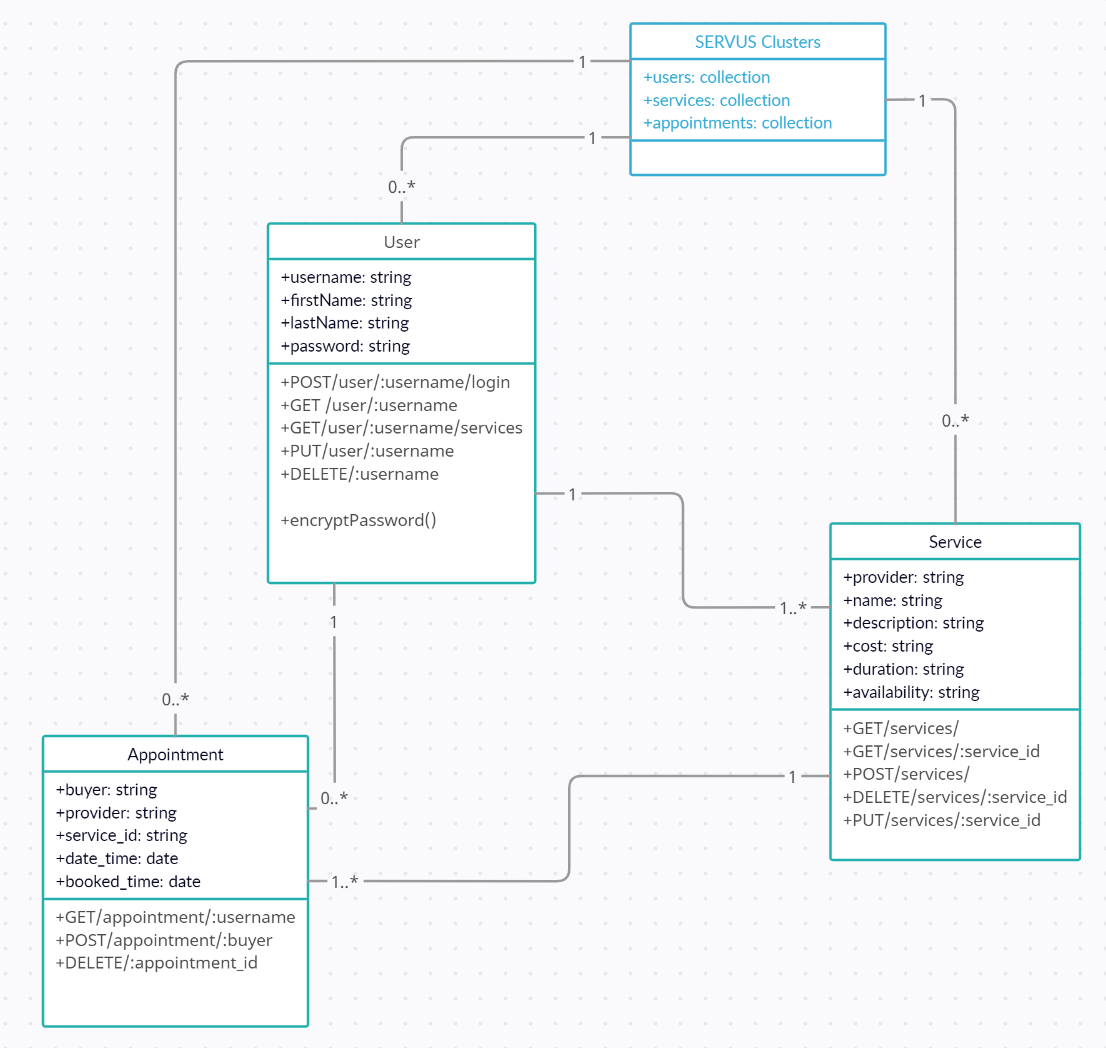 SERVUS Clusters
+users: collection
+services: collection
+appointments: collection
1
1
1
0..*
User
+username: string
+firstName: string
+lastName: string
+password: string
+POST/user/:username/login
+GET /user/:username
+GET/user/:username/services
+PUT/user/:username
+DELETE/:username
+encryptPassword()
0..*
1
1..*
Service
+provider: string
+name: string
+description: string
+cost: string
+duration: string
+availability: string
+GET/services/
+GET/services/:service_id
+POST/services/
+DELETE/services/:service_id
+PUT/services/:service_id
1
0..*
0..*
1
1..*
Appointment
+buyer: string
+provider: string
+service_id: string
+date_time: date
+booked_time: date
+GET/appointment/:username
+POST/appointment/:buyer
+DELETE/:appointment_id